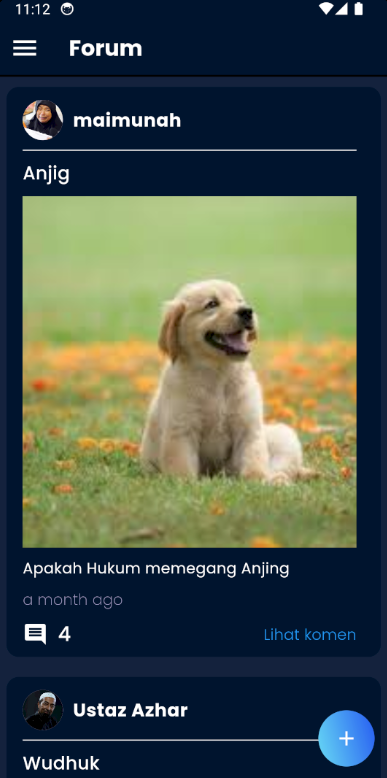 11:12
Forum
maimunah
Anjig
Apakah Hukum memegang Anjing
a month ago
4
Lihat komen
Ustaz Azhar
Wudhuk